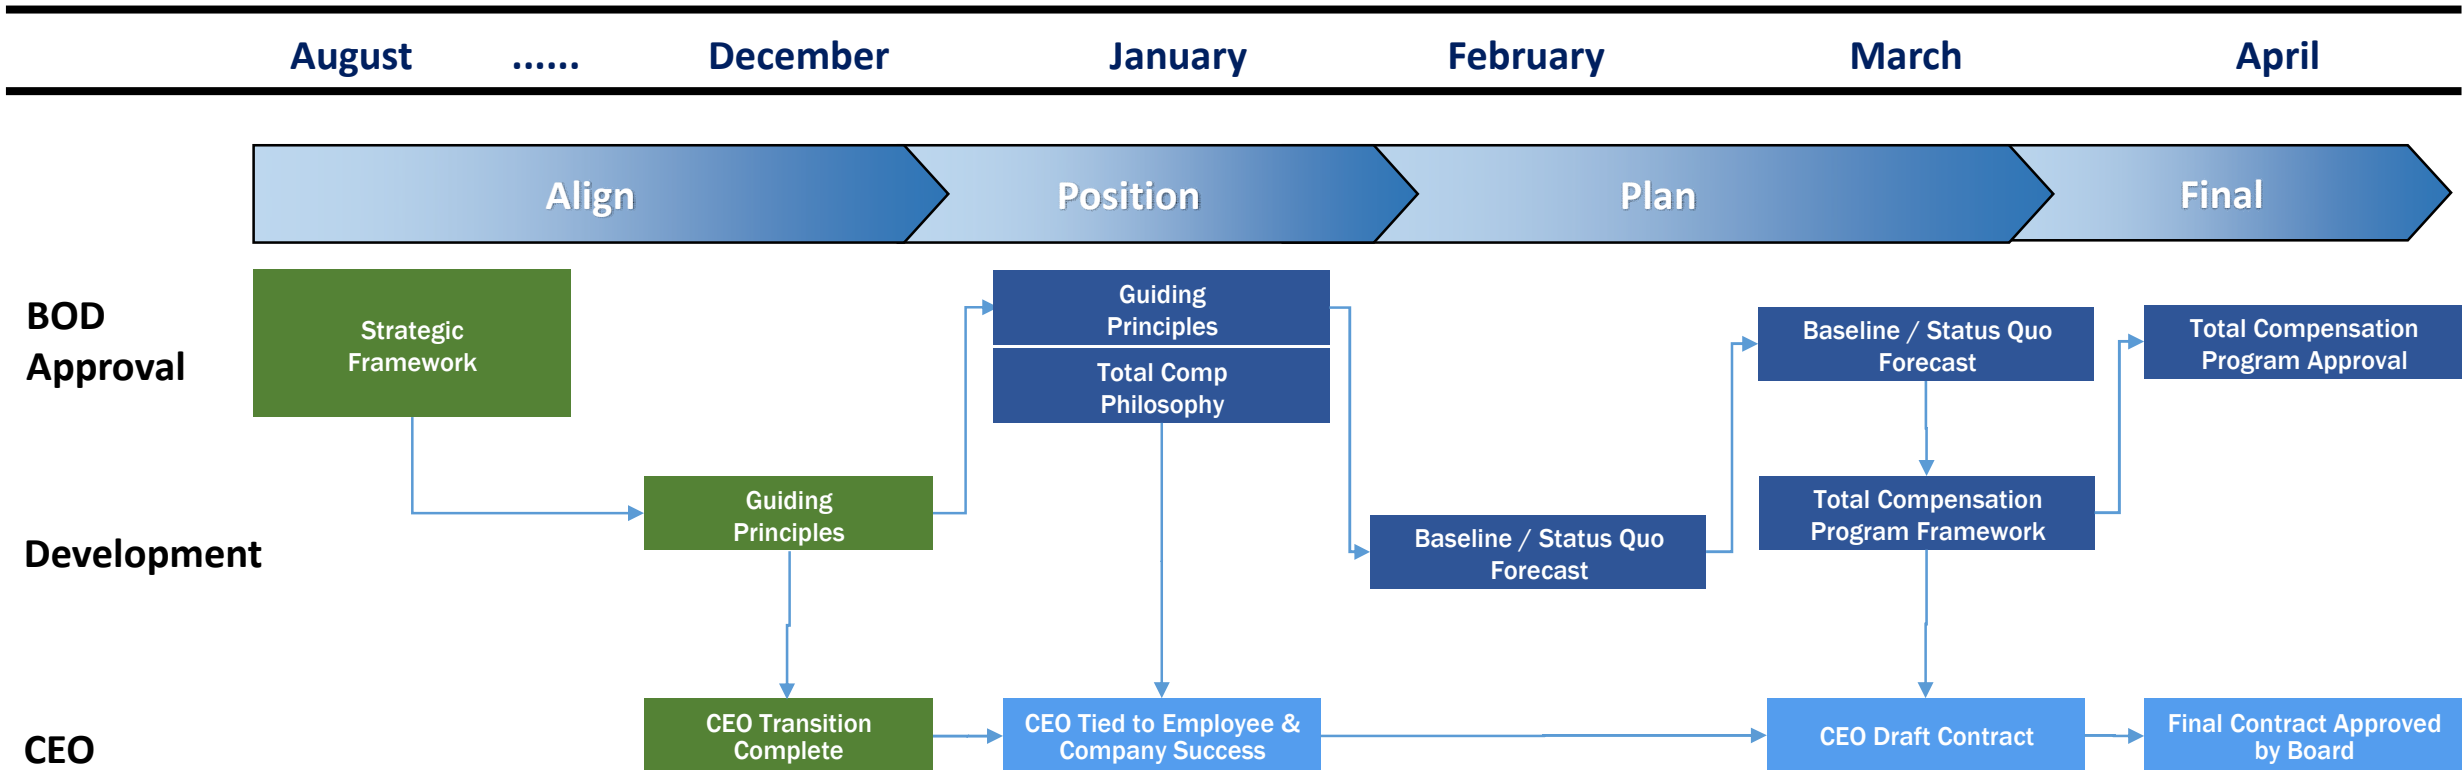 August ...... December January February March April
Align Position Plan Final
BOD
Approval
Strategic
Framework
Guiding
Principles
Total Comp
Philosophy
Baseline / Status Quo
Forecast
Total Compensation
Program Approval
Development
Guiding
Principles
Baseline / Status Quo
Forecast
Total Compensation
Program Framework
CEO
CEO Transition
Complete
CEO Tied to Employee &
Company Success
CEO Draft Contract
Final Contract Approved
by Board